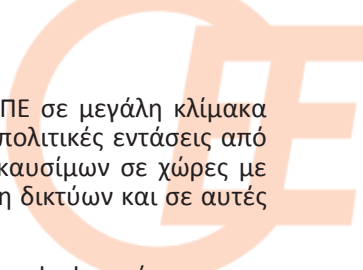 ΠΕ σε μεγάλη κλίμακα
πολιτικές εντάσεις από
καυσίμων σε χώρες με
η δικτύων και σε αυτές